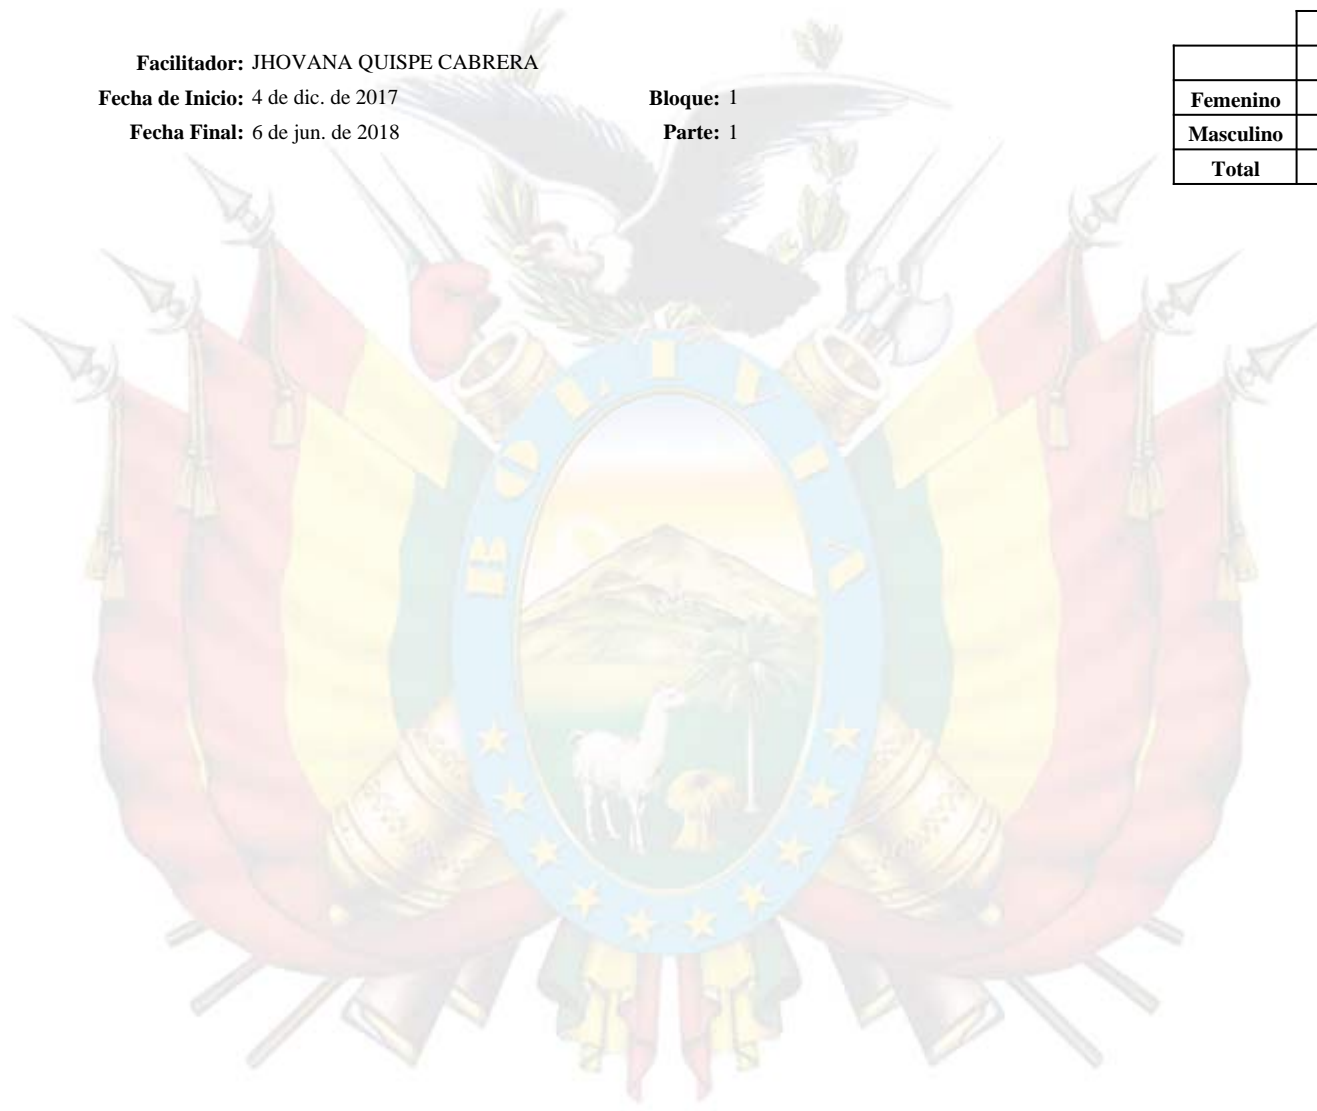 Facilitador: JHOVANA QUISPE CABRERA
Fecha de Inicio: 4 de dic. de 2017 Bloque: 1
Fecha Final: 6 de jun. de 2018 Parte: 1
Femenino
Masculino
Total
BOLIVIA